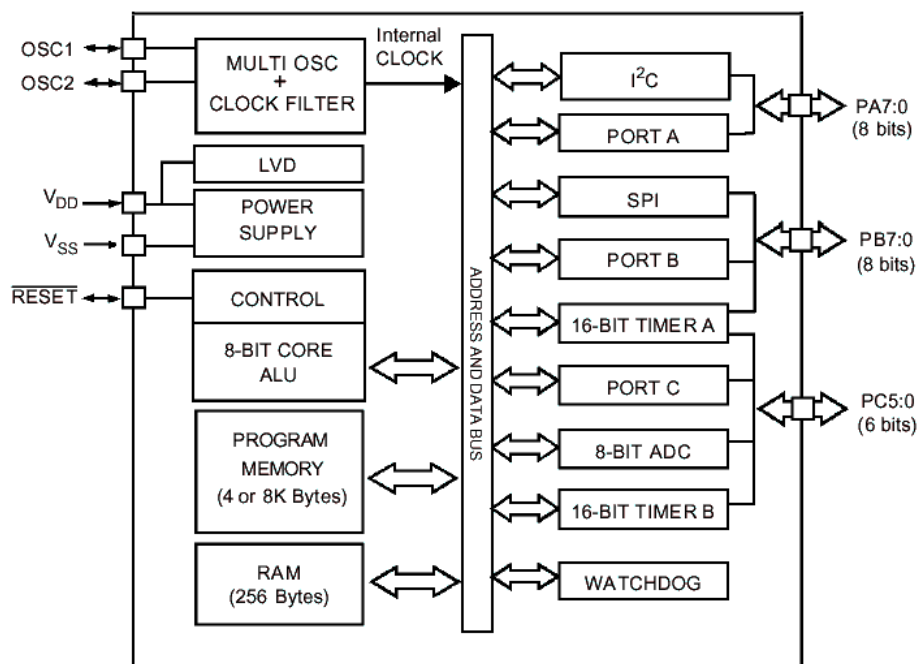 OSC1
OSC2
MULTI OSC
+
CLOCK FILTER
Internal
CLOCK
LVD
VDD
POWER
SUPPLY
VSS
RESET
CONTROL
8-BIT CORE
ALU
PROGRAM
MEMORY
(4 or 8K Bytes)
RAM
(256 Bytes)
ADDRESS AND DATA BUS
I²C
PORT A
PA7:0
(8 bits)
SPI
PORT B
PB7:0
(8 bits)
16-BIT TIMER A
PORT C
PC5:0
(6 bits)
8-BIT ADC
16-BIT TIMER B
WATCHDOG